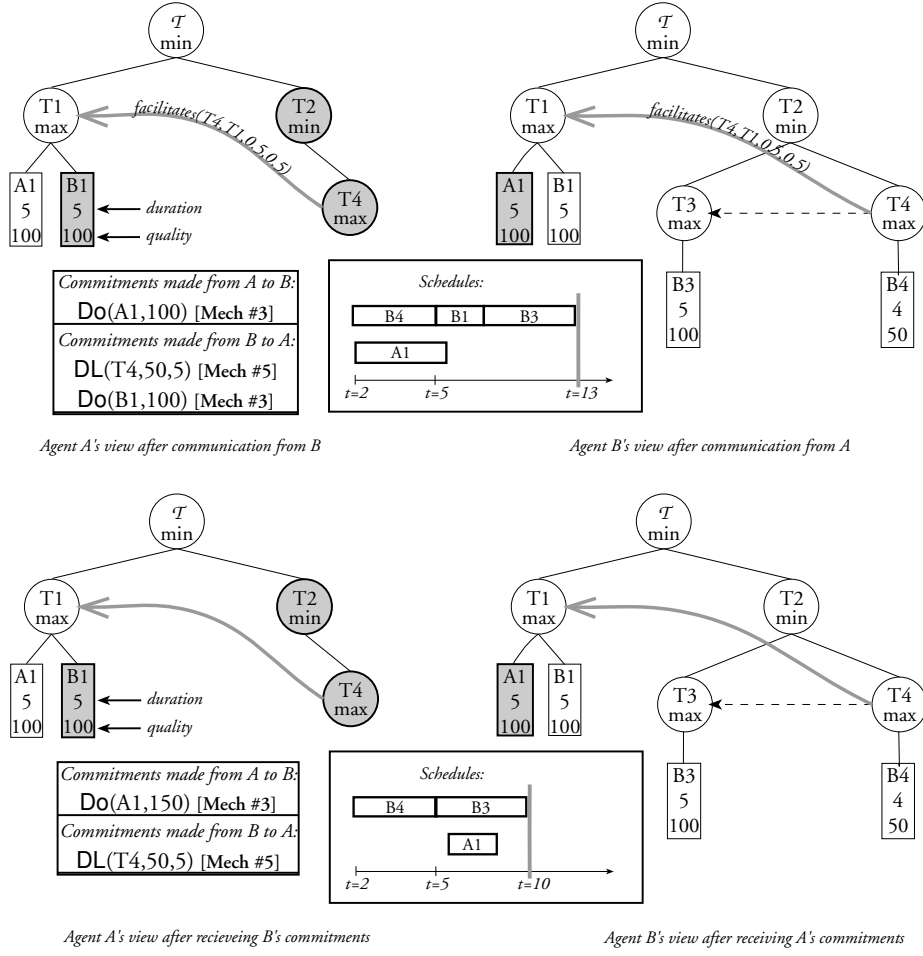 𝒯
min
T1
max
T2
min
facilitates(T4,T1,0.5,0.5)
T4
max
A1
5
100
B1
5
100
duration
quality
𝒯
min
T1
max
T2
min
facilitates(T4,T1,0.5,0.5)
A1
5
100
B1
5
100
T3
max
T4
max
B3
5
100
B4
4
50
Commitments made from A to B:
Do(A1,100) [Mech #3]
Commitments made from B to A:
DL(T4,50,5) [Mech #5]
Do(B1,100) [Mech #3]
Schedules:
B4 B1 B3
A1
t=2 t=5 t=13
Agent A's view after communication from B
Agent B's view after communication from A
𝒯
min
T1
max
T2
min
T4
max
A1
5
100
B1
5
100
duration
quality
𝒯
min
T1
max
T2
min
A1
5
100
B1
5
100
T3
max
T4
max
B3
5
100
B4
4
50
Commitments made from A to B:
Do(A1,150) [Mech #3]
Commitments made from B to A:
DL(T4,50,5) [Mech #5]
Schedules:
B4 B3
A1
t=2 t=5 t=10
Agent A's view after recieveing B's commitments
Agent B's view after receiving A's commitments